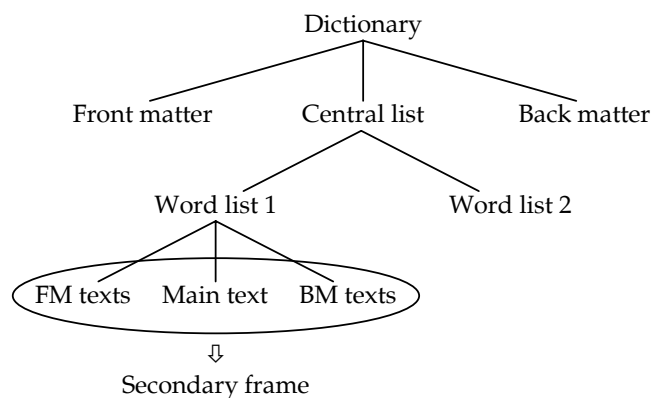 Dictionary
Front matter Central list Back matter
Word list 1 Word list 2
FM texts Main text BM texts
⇩
Secondary frame